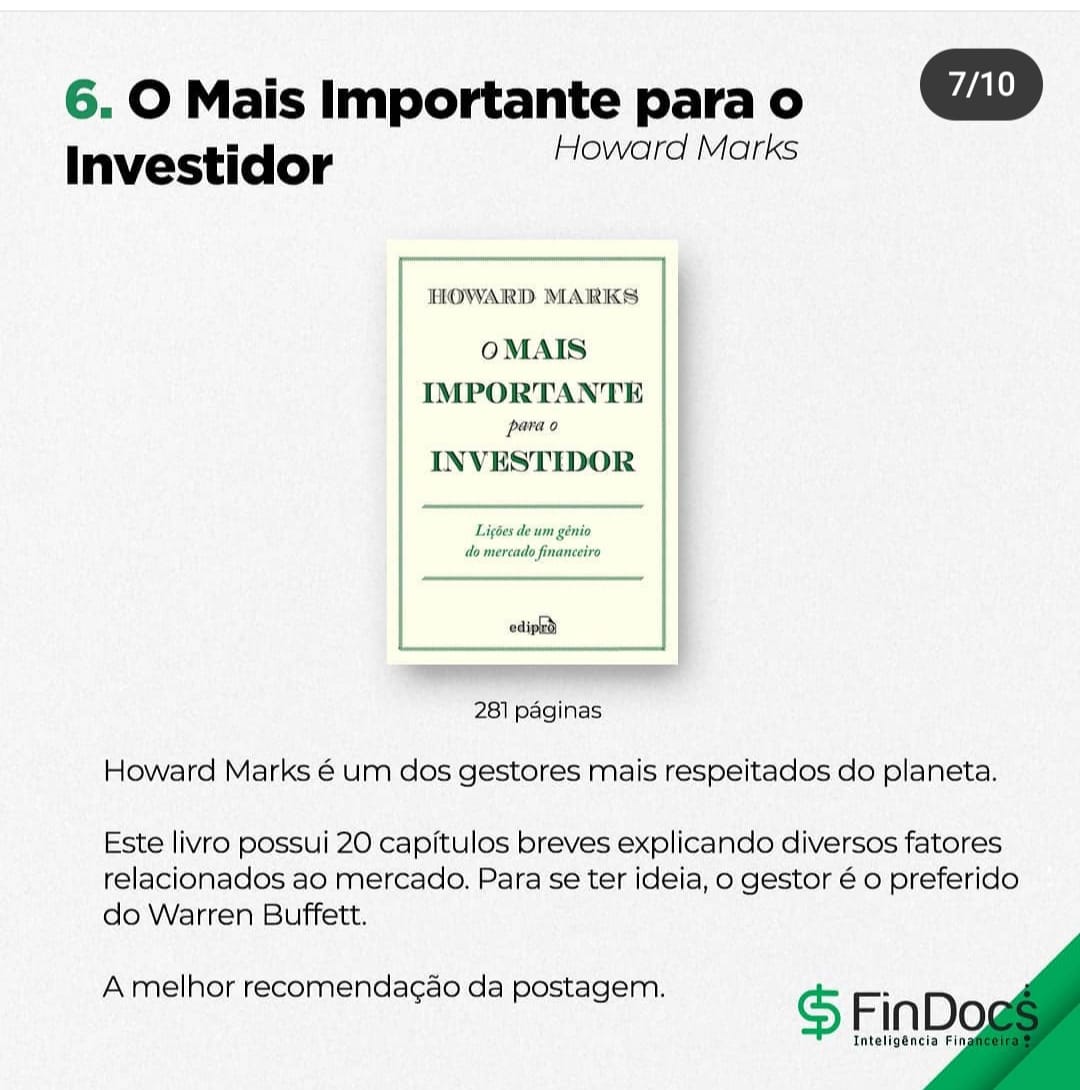 7/10
6. O Mais Importante para o
Investidor
Howard Marks
HOWARD MARKS
O MAIS
IMPORTANTE
para o
INVESTIDOR
Lições de um gênio
do mercado financeiro
edipro
281 páginas
Howard Marks é um dos gestores mais respeitados do planeta.
Este livro possui 20 capítulos breves explicando diversos fatores
relacionados ao mercado. Para se ter ideia, o gestor é o preferido
do Warren Buffett.
A melhor recomendação da postagem.
$ FinDocs
Inteligência Financeira